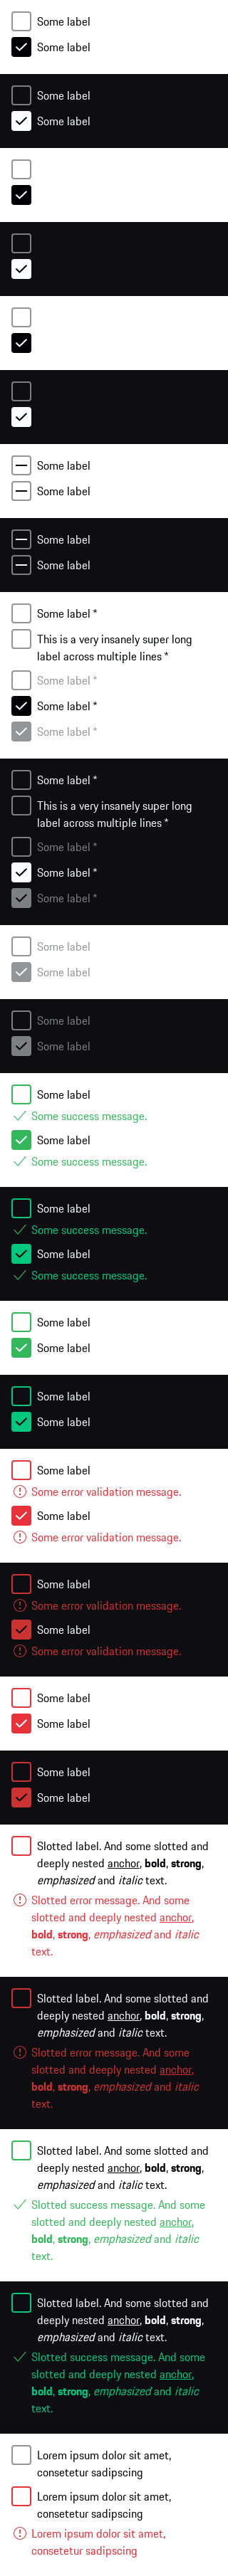 Some label
Some label
Some label
Some label
Some label
Some label
Some label
Some label
Some label *
This is a very insanely super long
label across multiple lines *
Some label *
Some label *
Some label *
Some label *
This is a very insanely super long
label across multiple lines *
Some label *
Some label *
Some label *
Some label
Some label
Some label
Some label
Some label
Some success message.
Some label
Some success message.
Some label
Some success message.
Some label
Some success message.
Some label
Some label
Some label
Some label
Some label
Some error validation message.
Some label
Some error validation message.
Some label
Some error validation message.
Some label
Some error validation message.
Some label
Some label
Some label
Some label
Slotted label. And some slotted and
deeply nested anchor, bold, strong,
emphasized and italic text.
Slotted error message. And some
slotted and deeply nested anchor,
bold, strong, emphasized and italic
text.
Slotted label. And some slotted and
deeply nested anchor, bold, strong,
emphasized and italic text.
Slotted error message. And some
slotted and deeply nested anchor,
bold, strong, emphasized and italic
text.
Slotted label. And some slotted and
deeply nested anchor, bold, strong,
emphasized and italic text.
Slotted success message. And some
slotted and deeply nested anchor,
bold, strong, emphasized and italic
text.
Slotted label. And some slotted and
deeply nested anchor, bold, strong,
emphasized and italic text.
Slotted success message. And some
slotted and deeply nested anchor,
bold, strong, emphasized and italic
text.
Lorem ipsum dolor sit amet,
consetetur sadipscing
Lorem ipsum dolor sit amet,
consetetur sadipscing
Lorem ipsum dolor sit amet,
consetetur sadipscing